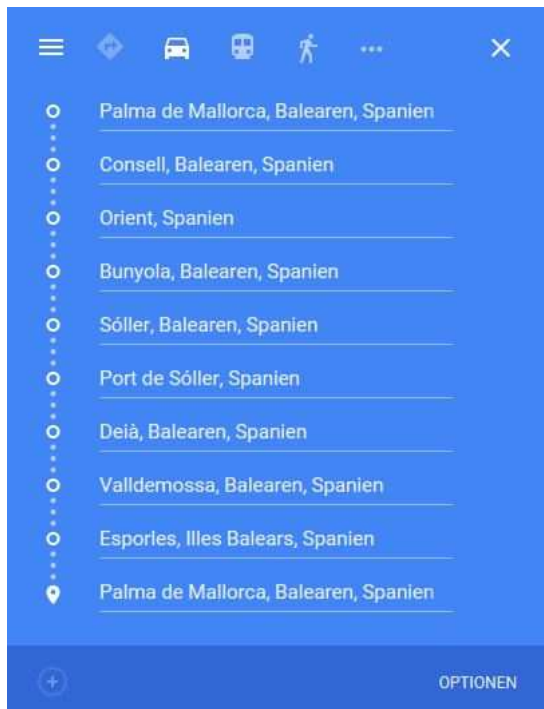 Palma de Mallorca, Balearen, Spanien
Consell, Balearen, Spanien
Orient, Spanien
Bunyola, Balearen, Spanien
Sóller, Balearen, Spanien
Port de Sóller, Spanien
Deià, Balearen, Spanien
Valldemossa, Balearen, Spanien
Esporles, Illes Balears, Spanien
Palma de Mallorca, Balearen, Spanien
OPTIONEN